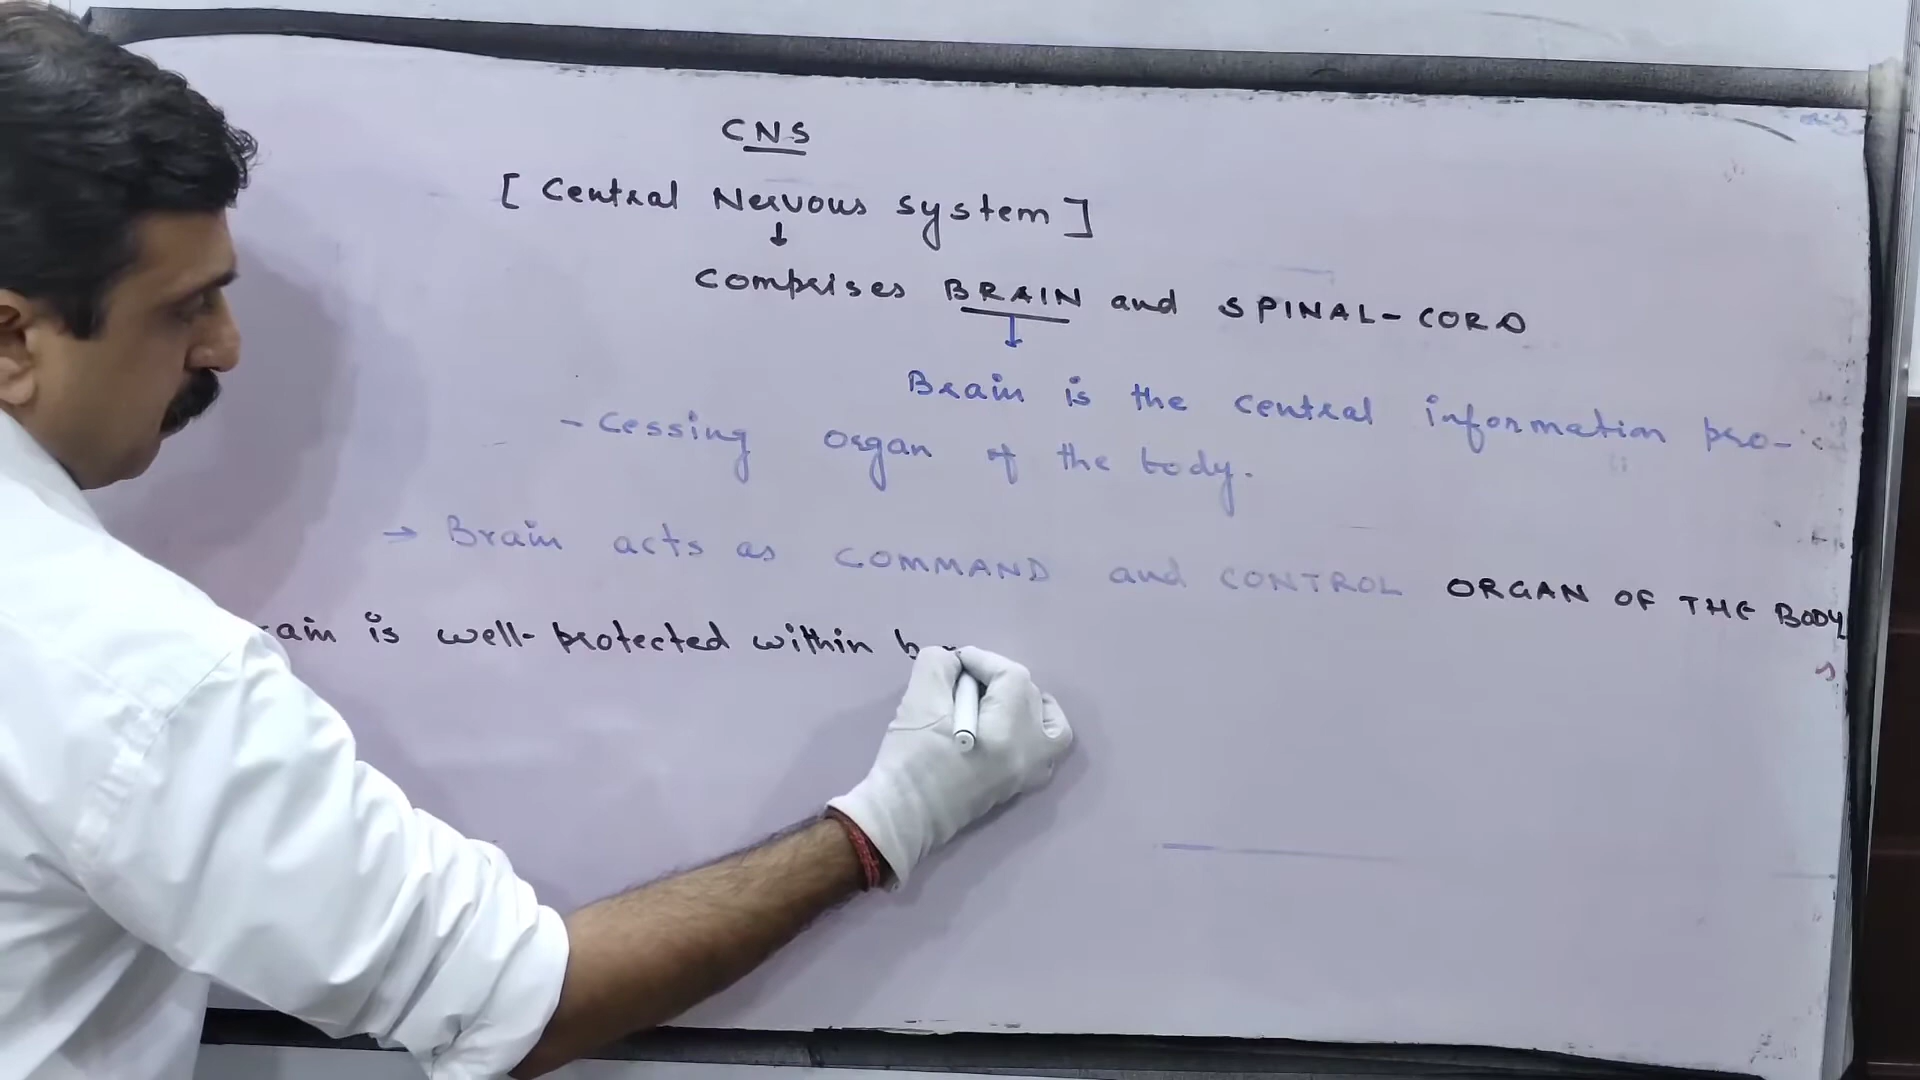 CNS
[ Central Nervous system ]
↓
Comprises BRAIN and SPINAL-CORD
↓
Brain is the central information pro-
-cessing organ of the body.
→ Brain acts as COMMAND and CONTROL ORGAN OF THE BODY
ain is well-protected within b